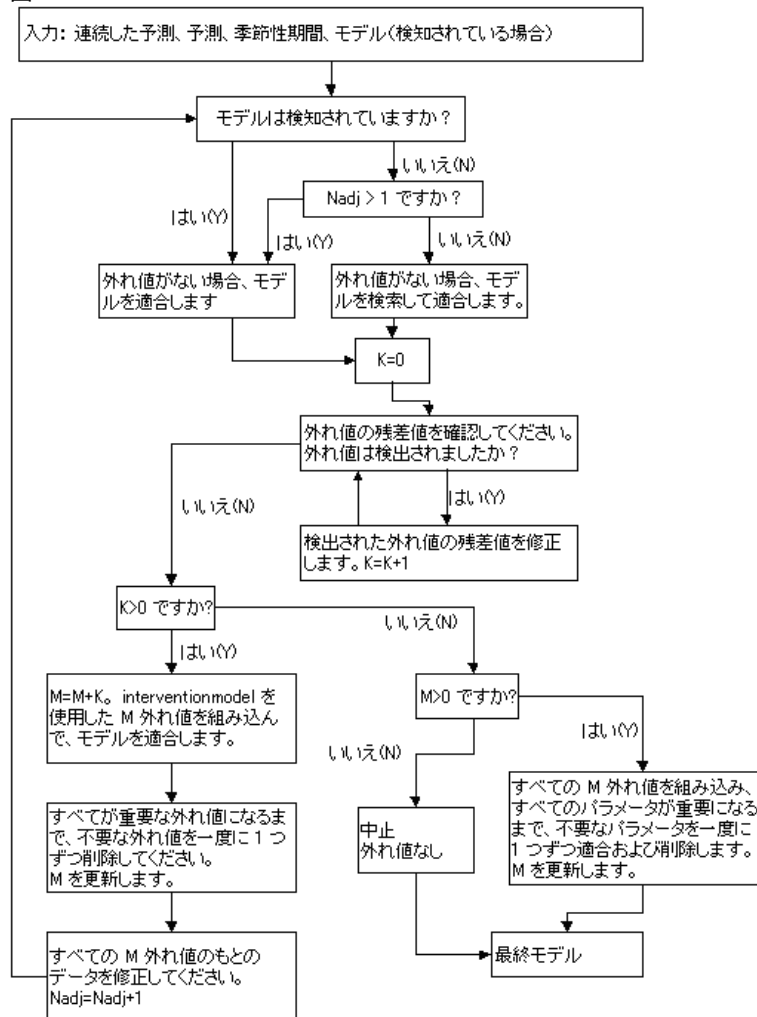 入力: 連続した予測、予測、季節性期間、モデル(検知されている場合)
モデルは検知されていますか?
いいえ(N)
Nadj > 1 ですか?
はい(Y)
はい(Y)
いいえ(N)
外れ値がない場合、モデ
ルを適合します
外れ値がない場合、モデ
ルを検索して適合します。
K=0
外れ値の残差値を確認してください。
外れ値は検出されましたか?
いいえ(N)
はい(Y)
検出された外れ値の残差値を修正
します。K=K+1
K>0 ですか?
いいえ(N)
はい(Y)
M=M+K。interventionmodel を
使用した M 外れ値を組み込ん
で、モデルを適合します。
M>0 ですか?
いいえ(N)
はい(Y)
すべてが重要な外れ値になるま
で、不要な外れ値を一度に 1 つ
ずつ削除してください。
M を更新します。
中止
外れ値なし
すべての M 外れ値を組み込み、
すべてのパラメータが重要になる
まで、不要なパラメータを一度に
1 つずつ適合および削除します。
M を更新します。
すべての M 外れ値のもとの
データを修正してください。
Nadj=Nadj+1
最終モデル